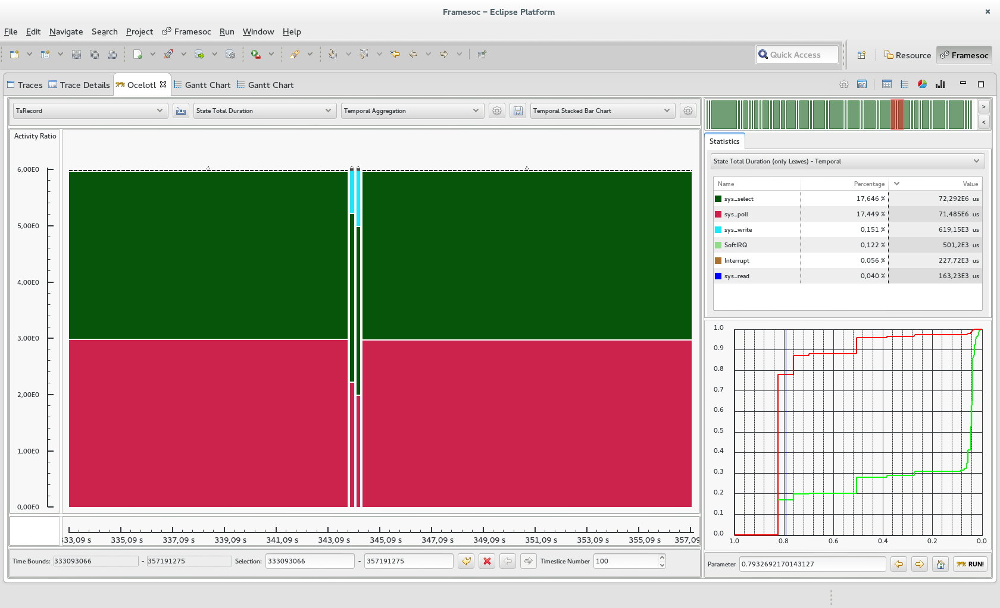 Framesoc – Eclipse Platform
File Edit Navigate Search Project Framesoc Run Window Help
Quick Access
Resource
Framesoc
Traces
Trace Details
Ocelotl
Gantt Chart
Gantt Chart
TsRecord
State Total Duration
Temporal Aggregation
Temporal Stacked Bar Chart
>
<
Activity Ratio
6,00E0
5,00E0
4,00E0
3,00E0
2,00E0
1,00E0
0,00E0
333,09 s 335,09 s 337,09 s 339,09 s 341,09 s 343,09 s 345,09 s 347,09 s 349,09 s 351,09 s 353,09 s 355,09 s 357,09
Time Bounds: 333093066 - 357191275 Selection: 333093066 - 357191275 Timeslice Number 100
Statistics
State Total Duration (only Leaves) - Temporal
Name Percentage Value
sys_select 17,646 % 72,292E6 us
sys_poll 17,449 % 71,485E6 us
sys_write 0,151 % 619,15E3 us
SoftIRQ 0,122 % 501,2E3 us
Interrupt 0,056 % 227,72E3 us
sys_read 0,040 % 163,23E3 us
1.0
0.9
0.8
0.7
0.6
0.5
0.4
0.3
0.2
0.1
0.0
1.0 0.8 0.6 0.4 0.2 0.0
Parameter 0.7932692170143127 RUN!